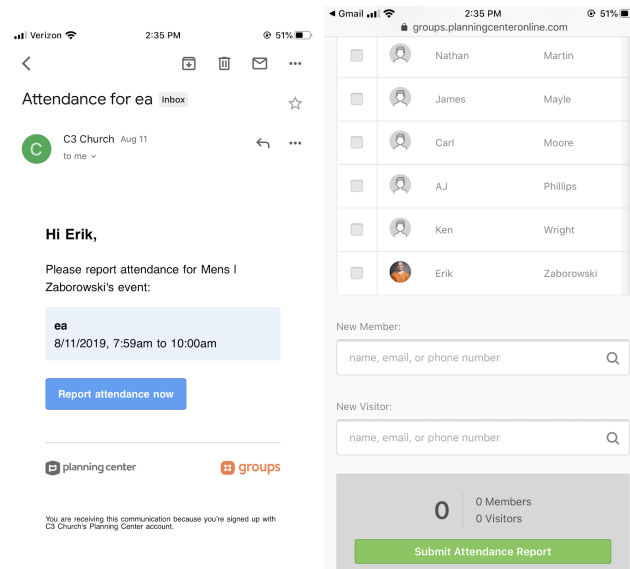 Verizon
2:35 PM
51%
Attendance for ea Inbox
C
C3 Church Aug 11
to me
Hi Erik,
Please report attendance for Mens |
Zaborowski's event:
ea
8/11/2019, 7:59am to 10:00am
Report attendance now
planning center
groups
You are receiving this communication because you're signed up with
C3 Church's Planning Center account.
Gmail
2:35 PM
51%
groups.planningcenteronline.com
Nathan Martin
James Mayle
Carl Moore
AJ Phillips
Ken Wright
Erik Zaborowski
New Member:
name, email, or phone number
New Visitor:
name, email, or phone number
0
0 Members
0 Visitors
Submit Attendance Report